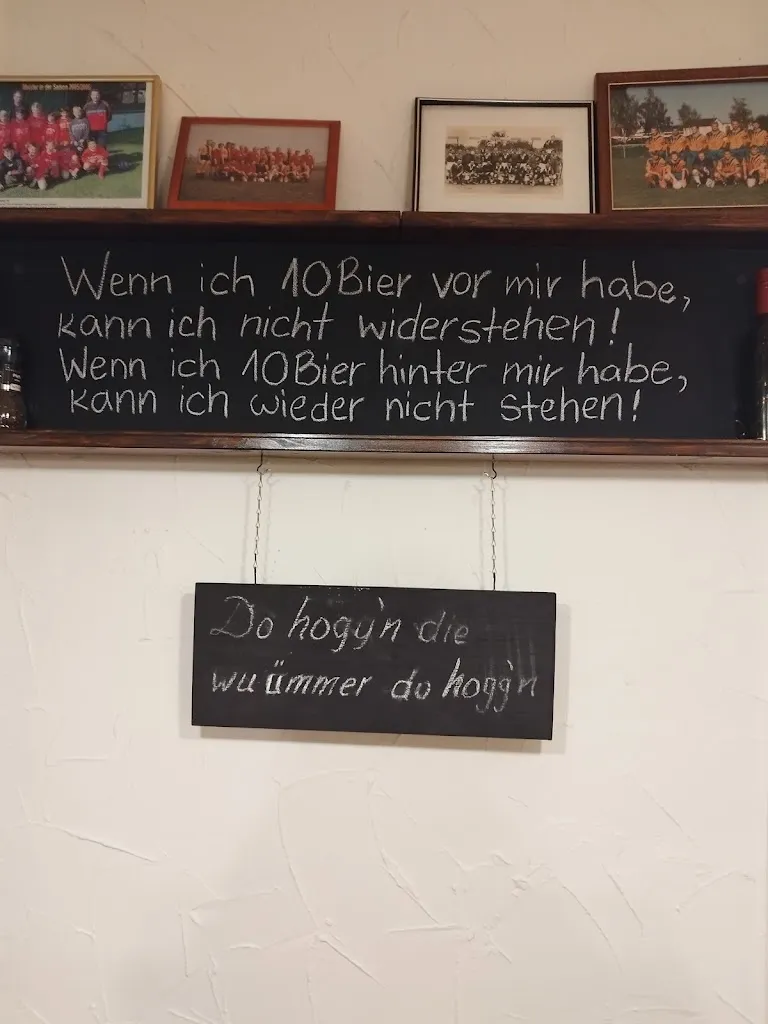 Wenn ich 10 Bier vor mir habe,
kann ich nicht widerstehen!
Wenn ich 10 Bier hinter mir habe,
kann ich wieder nicht stehen!
Do hogg'n die
wu ümmer do hogg'n